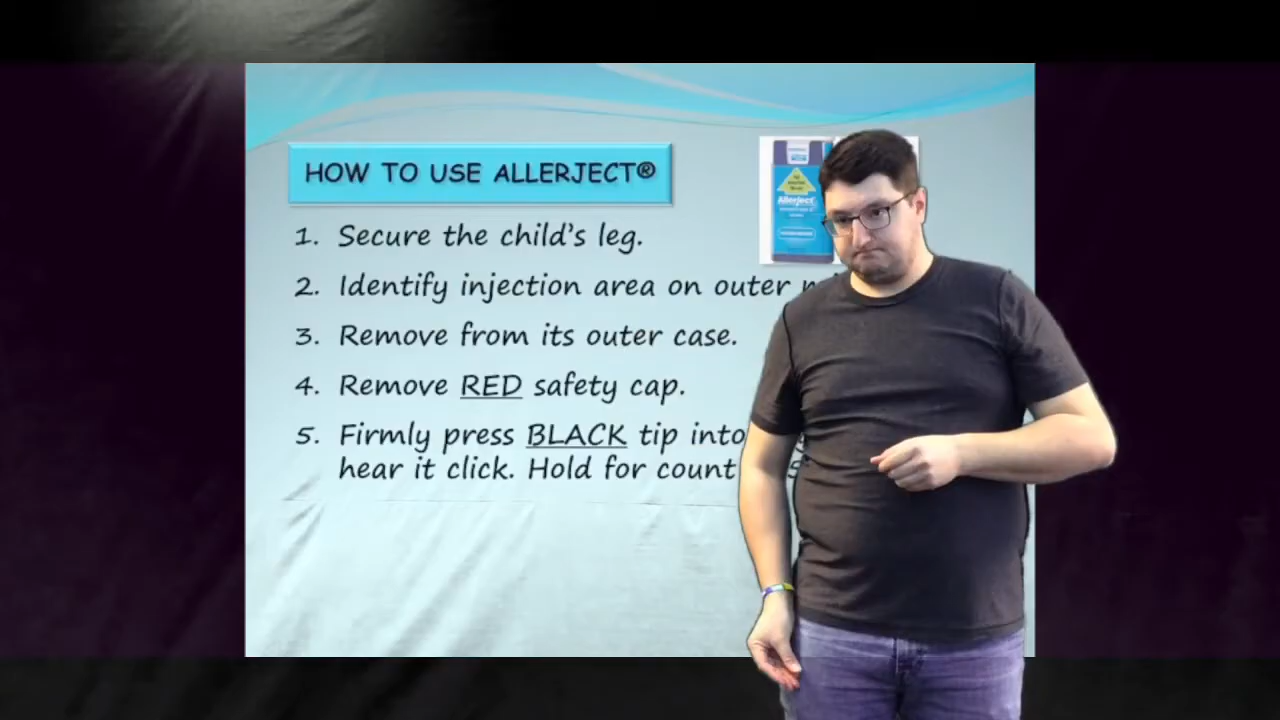 HOW TO USE ALLERJECT®
Allerject
1. Secure the child's leg.
2. Identify injection area on outer
3. Remove from its outer case.
4. Remove RED safety cap.
5. Firmly press BLACK tip into
hear it click. Hold for count